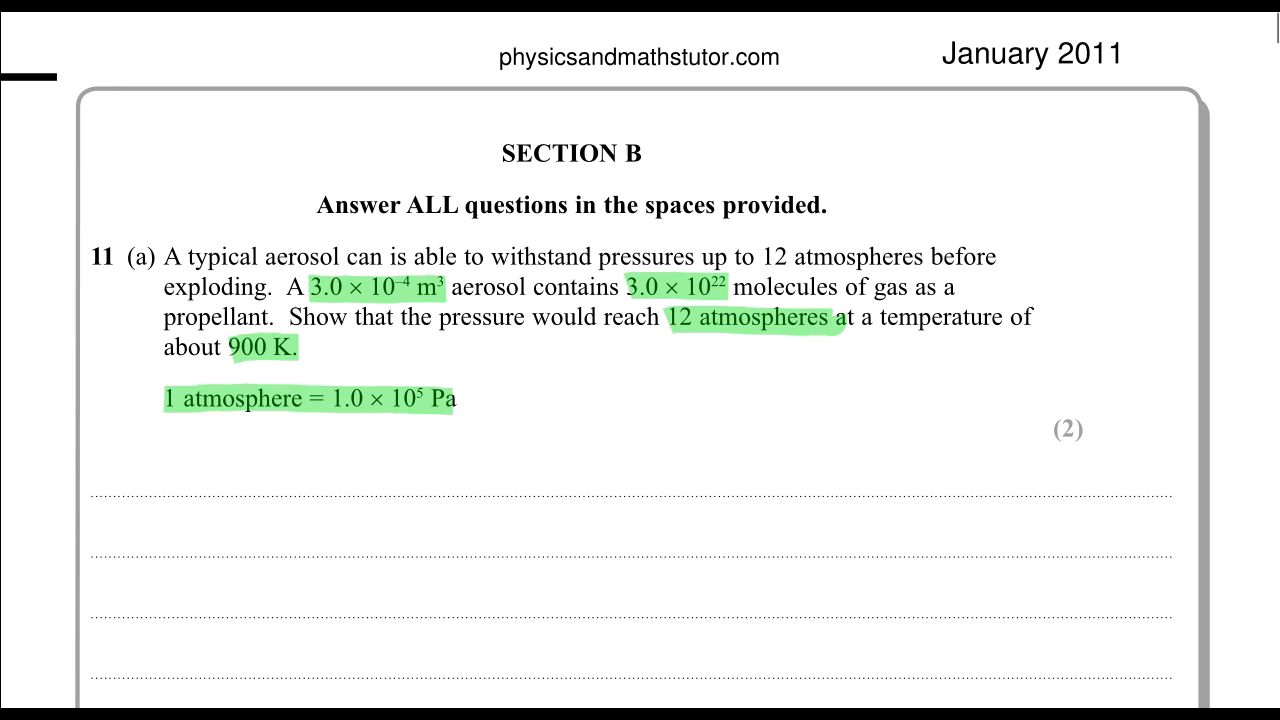 physicsandmathstutor.com January 2011
SECTION B
Answer ALL questions in the spaces provided.
11 (a) A typical aerosol can is able to withstand pressures up to 12 atmospheres before
exploding. A 3.0 × 10⁻⁴ m³ aerosol contains 3.0 × 10²² molecules of gas as a
propellant. Show that the pressure would reach 12 atmospheres at a temperature of
about 900 K.
1 atmosphere = 1.0 × 10⁵ Pa
(2)